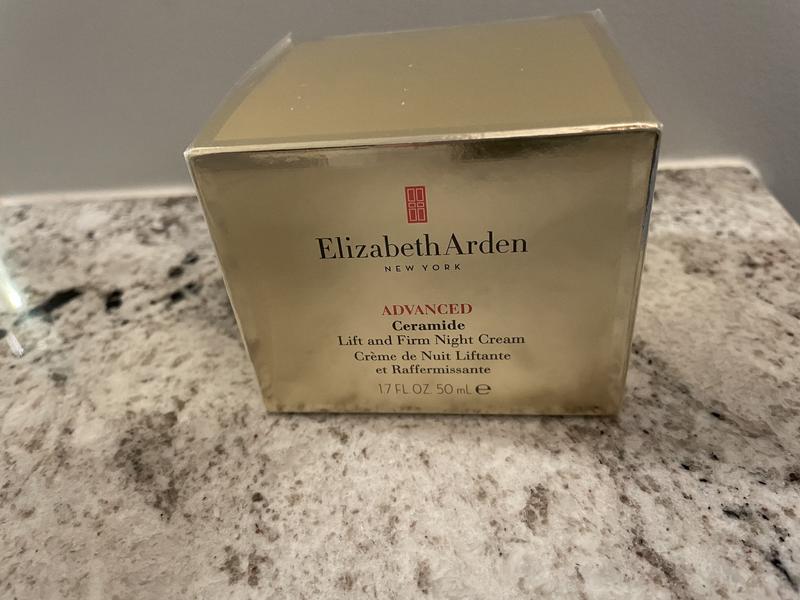 Elizabeth Arden
NEW YORK
ADVANCED
Ceramide
Lift and Firm Night Cream
Crème de Nuit Liftante
et Raffermissante
1.7 FL. OZ. 50 mL ℮